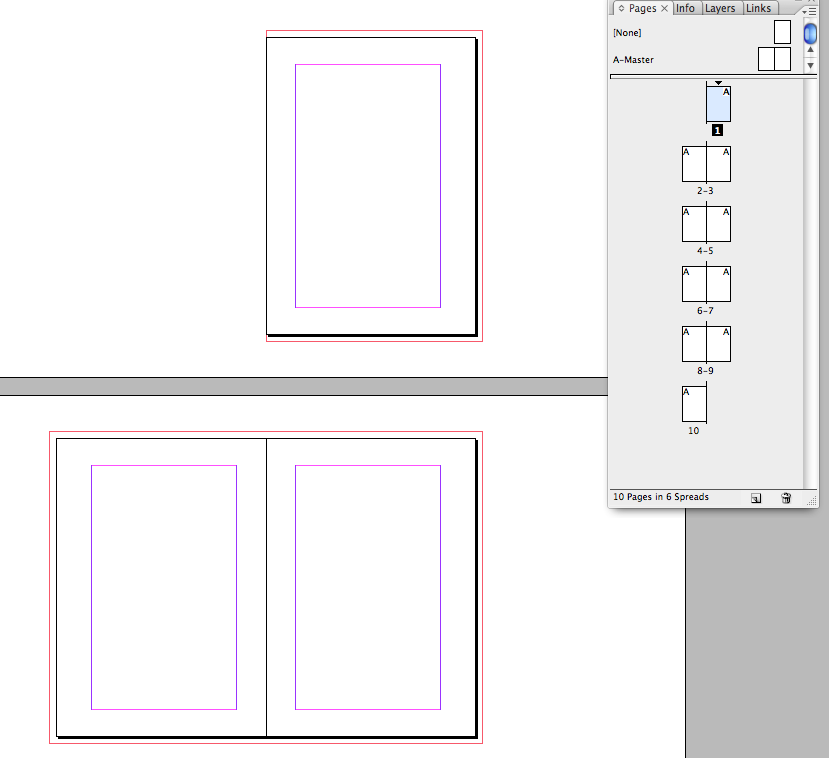 Pages Info Layers Links
[None]
A-Master
A
1
A A
2-3
A A
4-5
A A
6-7
A A
8-9
A
10
10 Pages in 6 Spreads